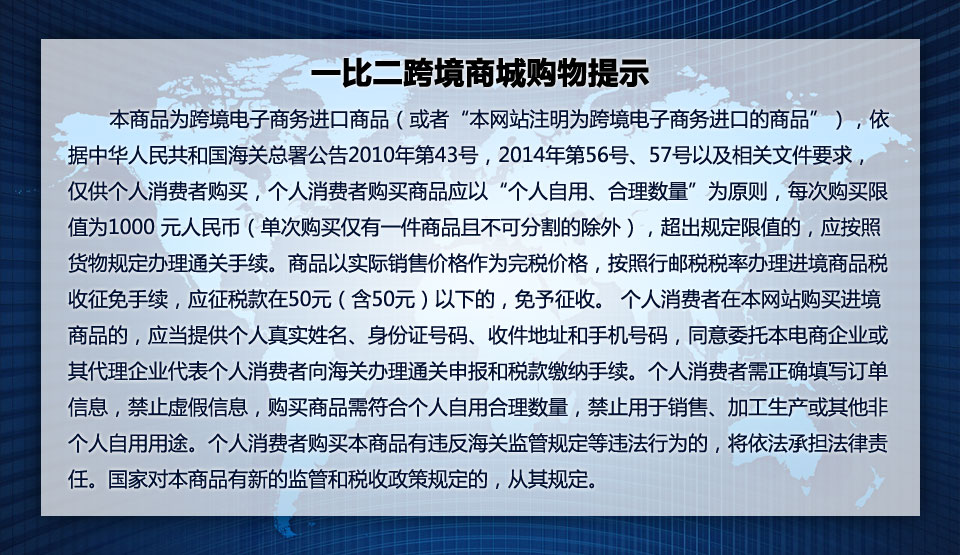 一比二跨境商城购物提示
本商品为跨境电子商务进口商品（或者“本网站注明为跨境电子商务进口的商品”），依
据中华人民共和国海关总署公告2010年第43号，2014年第56号、57号以及相关文件要求，
仅供个人消费者购买，个人消费者购买商品应以“个人自用、合理数量”为原则，每次购买限
值为1000 元人民币（单次购买仅有一件商品且不可分割的除外），超出规定限值的，应按照
货物规定办理通关手续。商品以实际销售价格作为完税价格，按照行邮税税率办理进境商品税
收征免手续，应征税款在50元（含50元）以下的，免予征收。 个人消费者在本网站购买进境
商品的，应当提供个人真实姓名、身份证号码、收件地址和手机号码，同意委托本电商企业或
其代理企业代表个人消费者向海关办理通关申报和税款缴纳手续。个人消费者需正确填写订单
信息，禁止虚假信息，购买商品需符合个人自用合理数量，禁止用于销售、加工生产或其他非
个人自用用途。个人消费者购买本商品有违反海关监管规定等违法行为的，将依法承担法律责
任。国家对本商品有新的监管和税收政策规定的，从其规定。